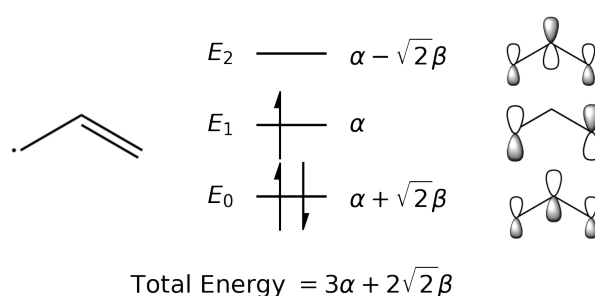 E₂ α − √2β
E₁ α
E₀ α + √2β
Total Energy = 3α + 2√2β